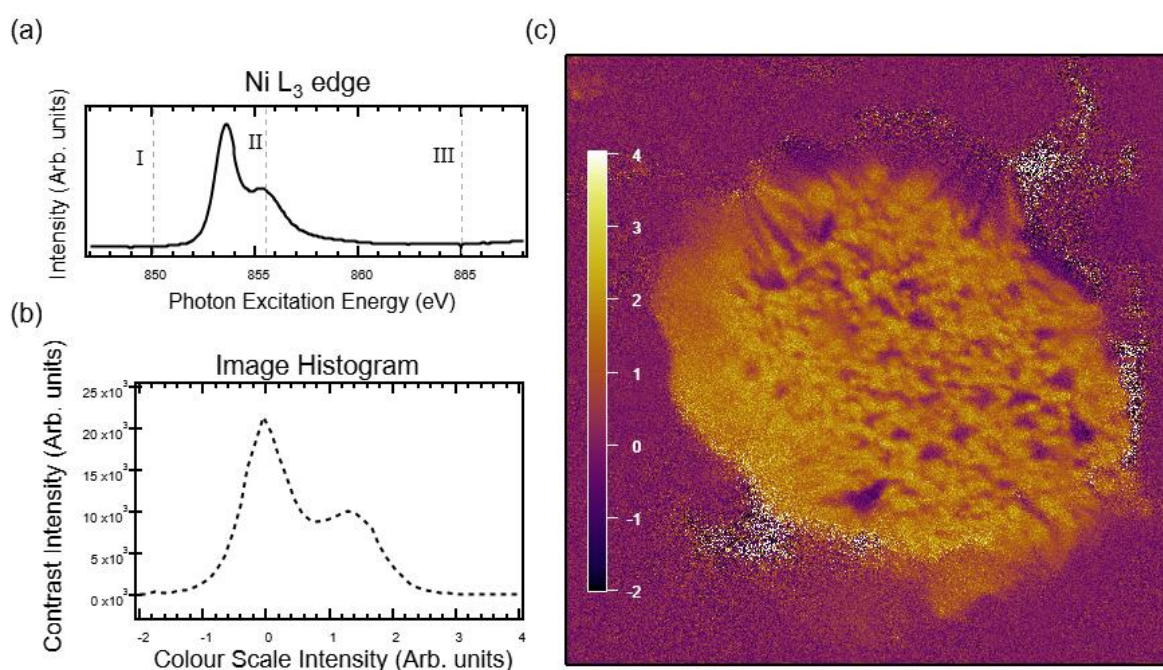 (a)
Ni L₃ edge
Intensity (Arb. units)
I
II
III
850
855
860
865
Photon Excitation Energy (eV)
(b)
Image Histogram
Contrast Intensity (Arb. units)
25 x10³
20 x10³
15 x10³
10 x10³
5 x10³
0 x10³
-2
-1
0
1
2
3
4
Colour Scale Intensity (Arb. units)
(c)
4
3
2
1
0
-1
-2